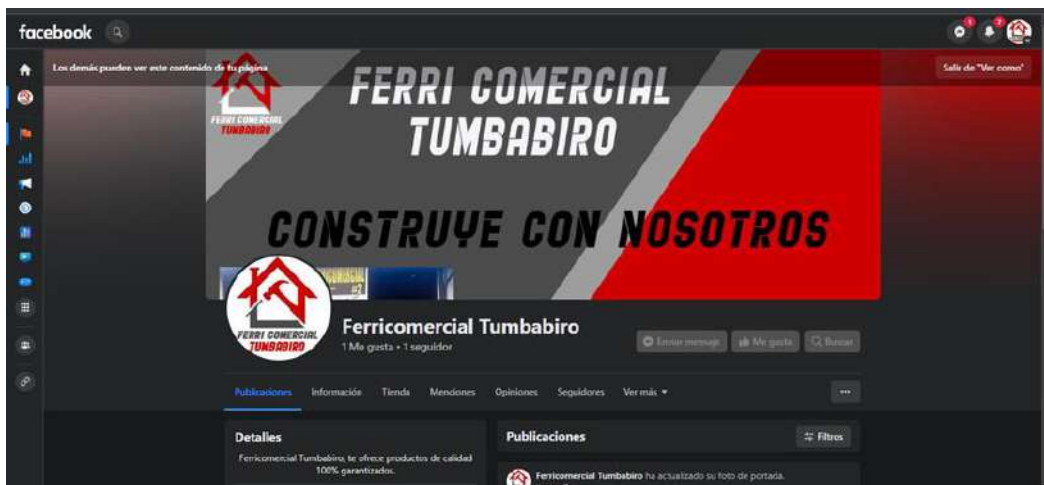 facebook
Los demás pueden ver este contenido de tu página
Salir de "Ver como"
FERRI COMERCIAL
TUMBABIRO
FERRI COMERCIAL
TUMBABIRO
CONSTRUYE CON NOSOTROS
FERRI COMERCIAL
TUMBABIRO
Ferricomercial Tumbabiro
1 Me gusta • 1 seguidor
Enviar mensaje
Me gusta
Buscar
Publicaciones
Información
Tienda
Menciones
Opiniones
Seguidores
Ver más
Detalles
Ferricomercial Tumbabiro, te ofrece productos de calidad
100% garantizados.
Publicaciones
Filtros
Ferricomercial Tumbabiro ha actualizado su foto de portada.